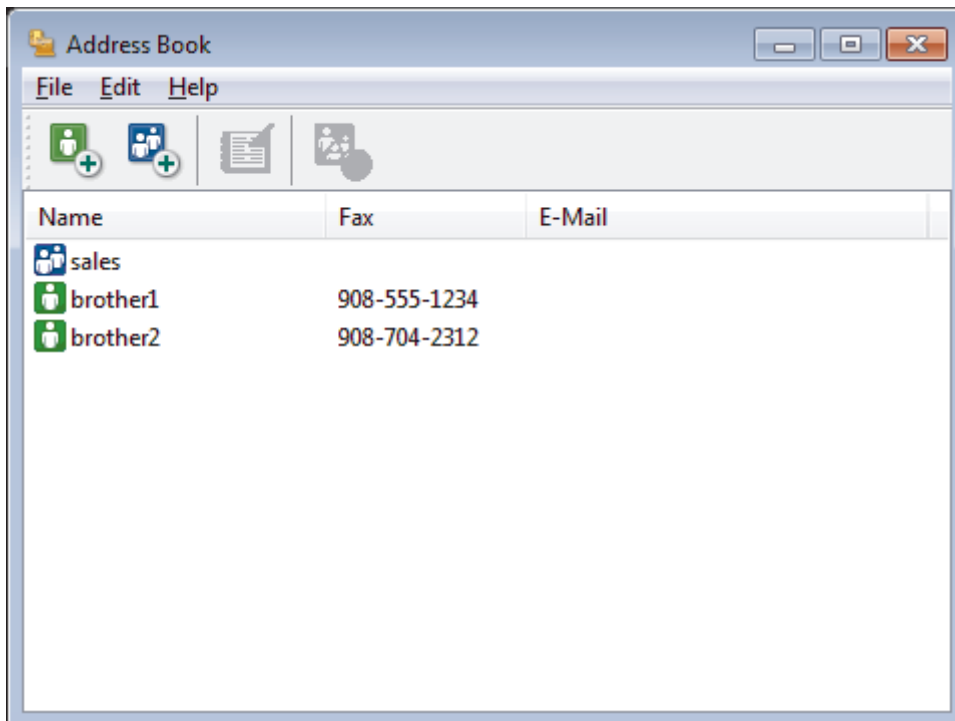 Address Book
File Edit Help
Name Fax E-Mail
sales
brother1 908-555-1234
brother2 908-704-2312